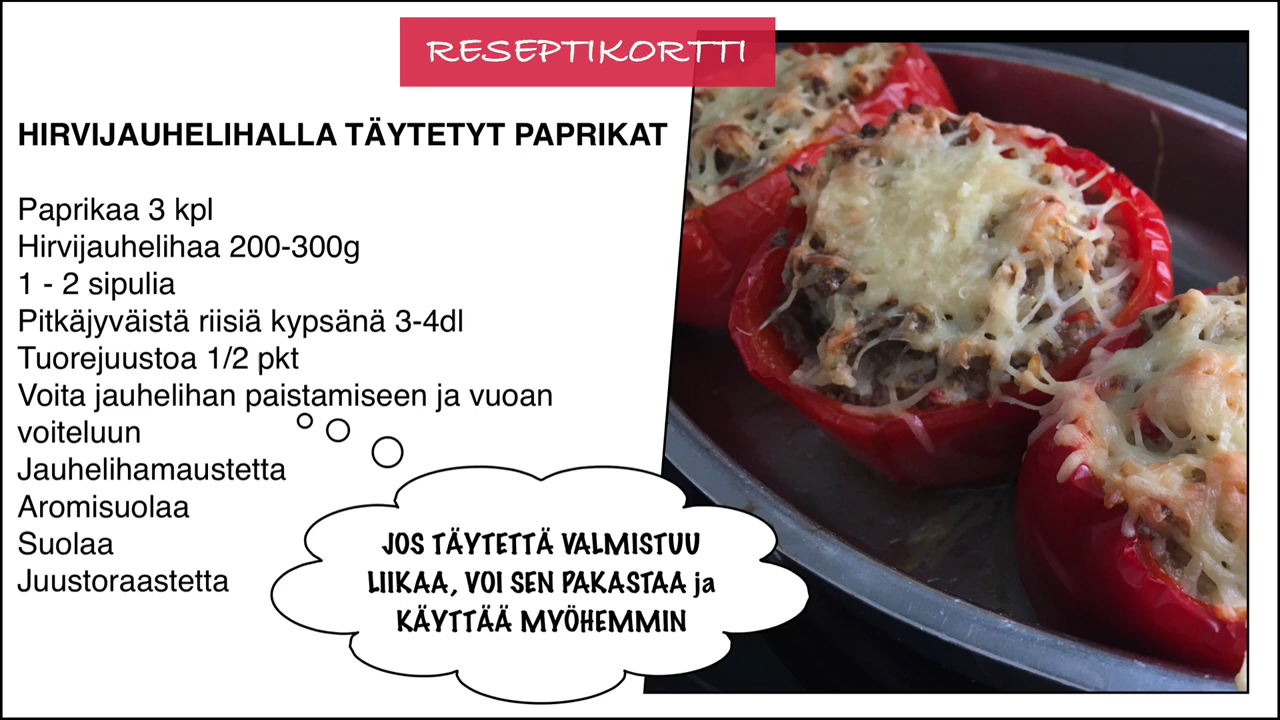 RESEPTIKORTTI
HIRVIJAUHELIHALLA TÄYTETYT PAPRIKAT
Paprikaa 3 kpl
Hirvijauhelihaa 200-300g
1 - 2 sipulia
Pitkäjyväistä riisiä kypsänä 3-4dl
Tuorejuustoa 1/2 pkt
Voita jauhelihan paistamiseen ja vuoan
voiteluun
Jauhelihamaustetta
Aromisuolaa
Suolaa
Juustoraastetta
JOS TÄYTETTÄ VALMISTUU
LIIKAA, VOI SEN PAKASTAA ja
KÄYTTÄÄ MYÖHEMMIN